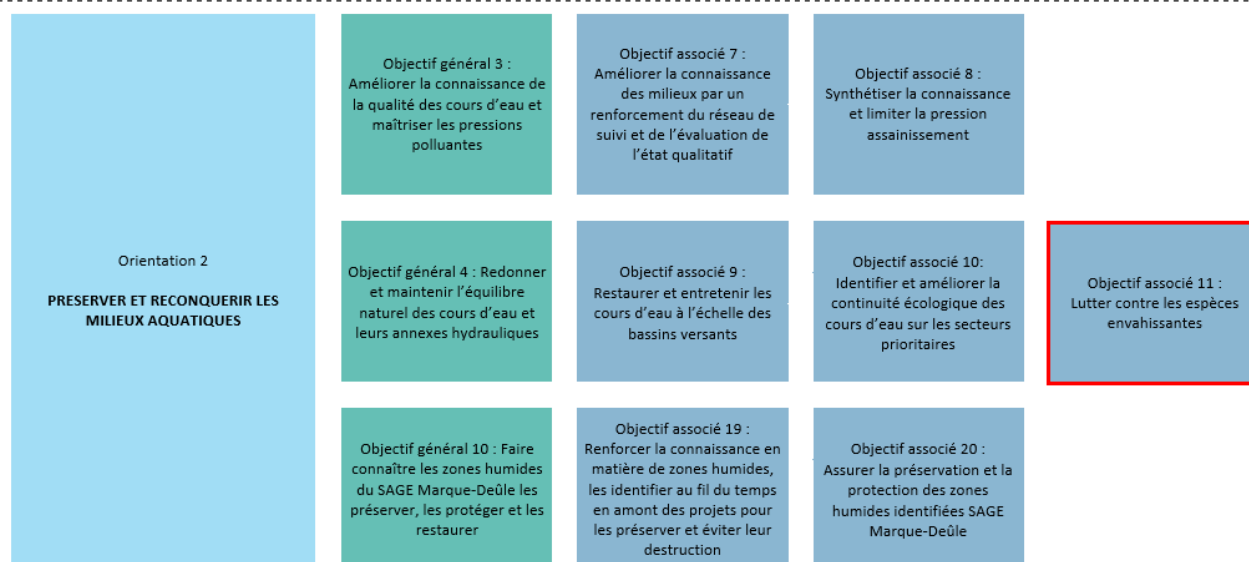 Orientation 2
PRESERVER ET RECONQUERIR LES
MILIEUX AQUATIQUES
Objectif général 3 :
Améliorer la connaissance de
la qualité des cours d’eau et
maîtriser les pressions
polluantes
Objectif associé 7 :
Améliorer la connaissance
des milieux par un
renforcement du réseau de
suivi et de l’évaluation de
l’état qualitatif
Objectif associé 8 :
Synthétiser la connaissance
et limiter la pression
assainissement
Objectif général 4 : Redonner
et maintenir l’équilibre
naturel des cours d’eau et
leurs annexes hydrauliques
Objectif associé 9 :
Restaurer et entretenir les
cours d’eau à l’échelle des
bassins versants
Objectif associé 10:
Identifier et améliorer la
continuité écologique des
cours d’eau sur les secteurs
prioritaires
Objectif associé 11 :
Lutter contre les espèces
envahissantes
Objectif général 10 : Faire
connaître les zones humides
du SAGE Marque-Deûle les
préserver, les protéger et les
restaurer
Objectif associé 19 :
Renforcer la connaissance en
matière de zones humides,
les identifier au fil du temps
en amont des projets pour
les préserver et éviter leur
destruction
Objectif associé 20 :
Assurer la préservation et la
protection des zones
humides identifiées SAGE
Marque-Deûle